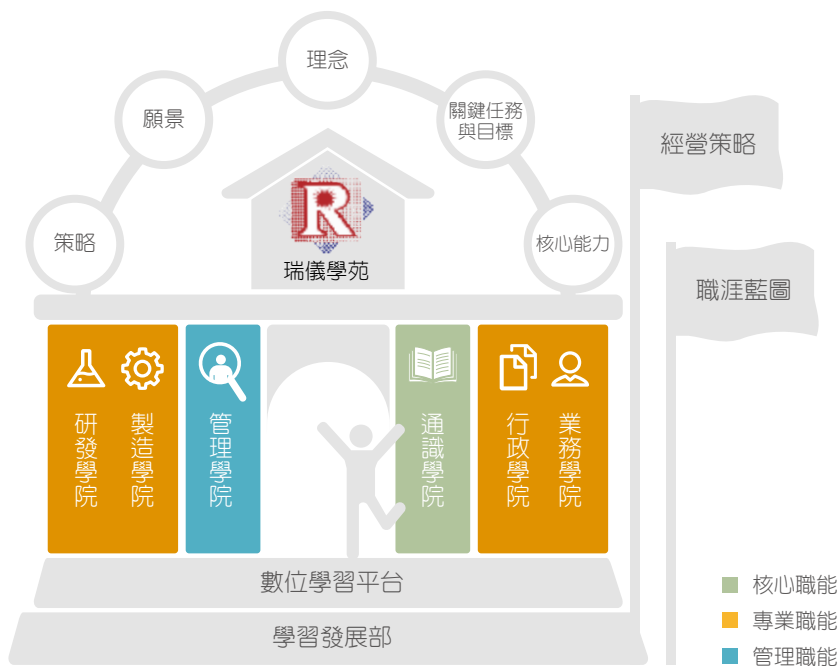 理念
願景
關鍵任務
與目標
經營策略
策略
R
瑞儀學苑
核心能力
職涯藍圖
研發學院
製造學院
管理學院
通識學院
行政學院
業務學院
數位學習平台
學習發展部
核心職能
專業職能
管理職能